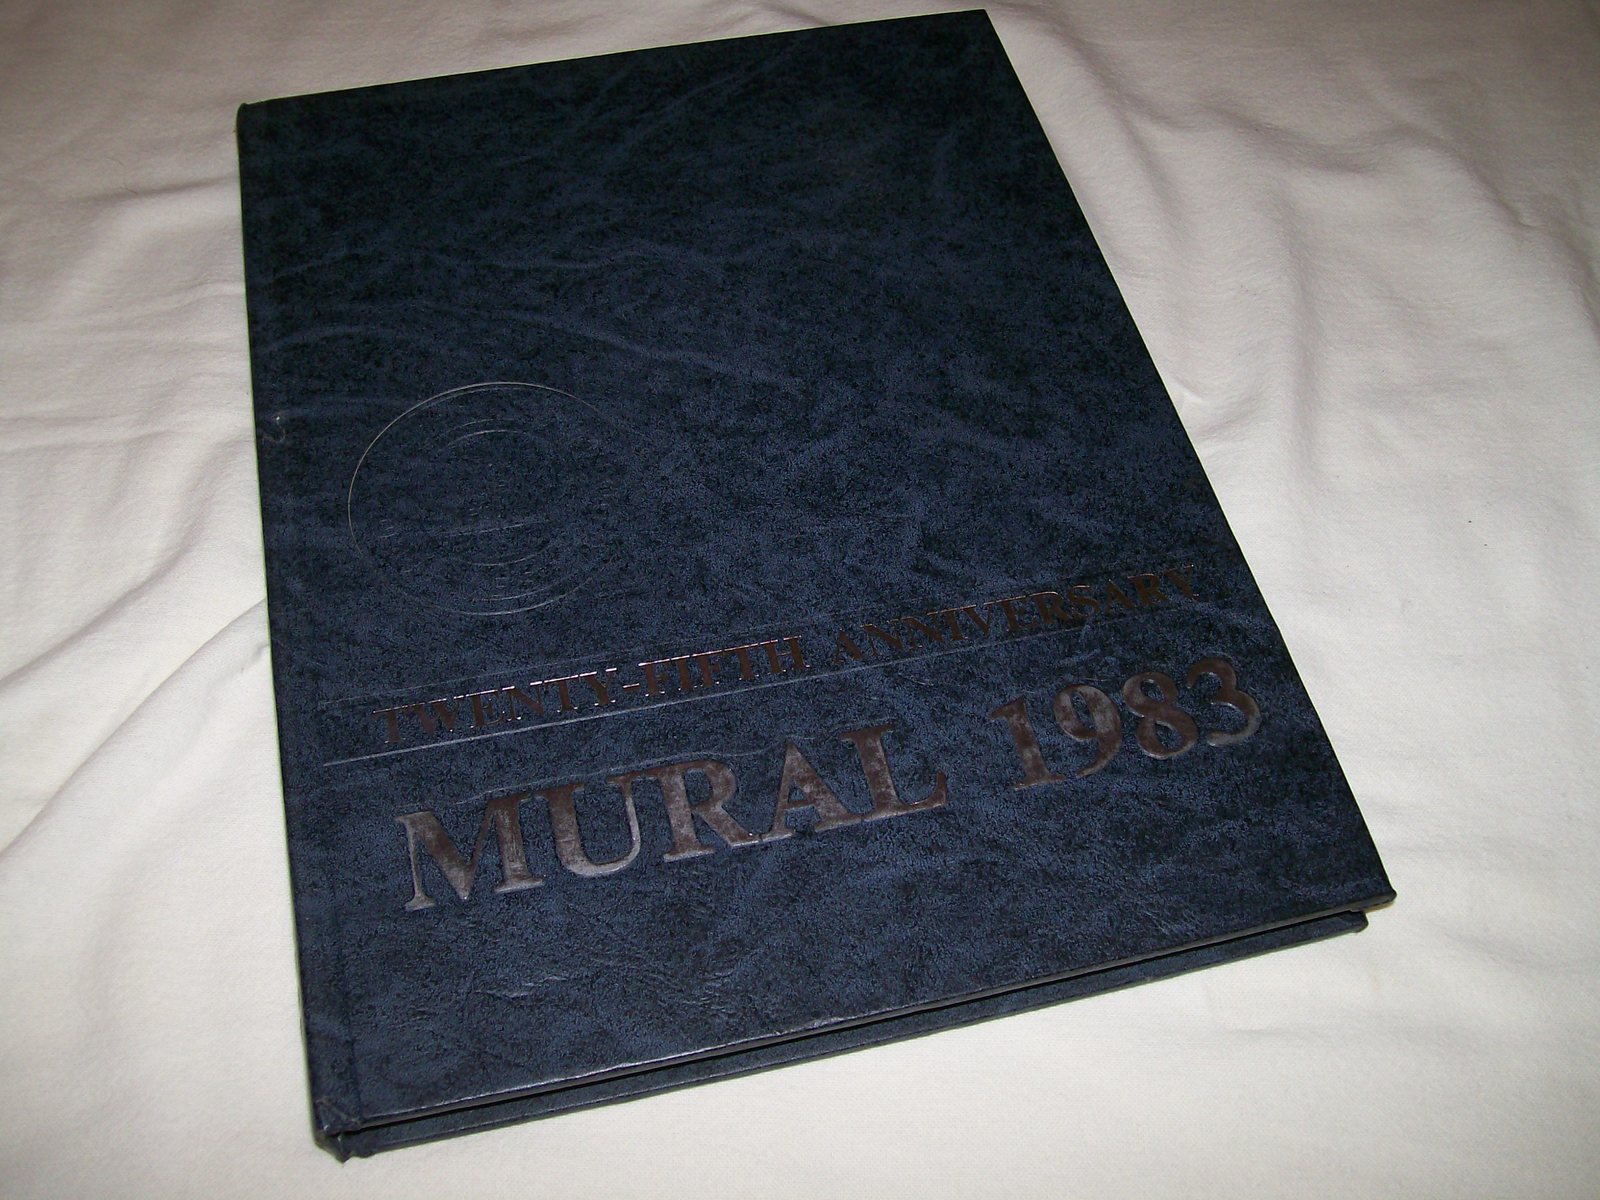 TWENTY-FIFTH ANNIVERSARY
MURAL 1983